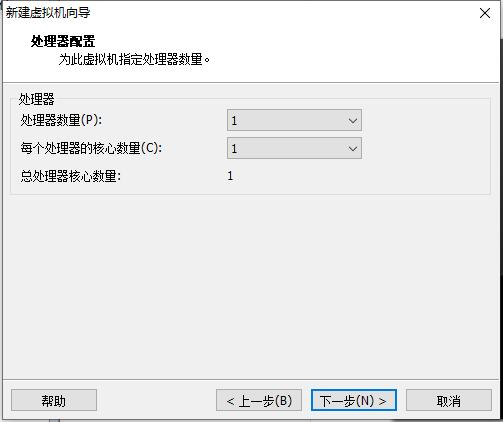 新建虚拟机向导
处理器配置
为此虚拟机指定处理器数量。
处理器
处理器数量(P): 1
每个处理器的核心数量(C): 1
总处理器核心数量: 1
帮助 < 上一步(B) 下一步(N) > 取消